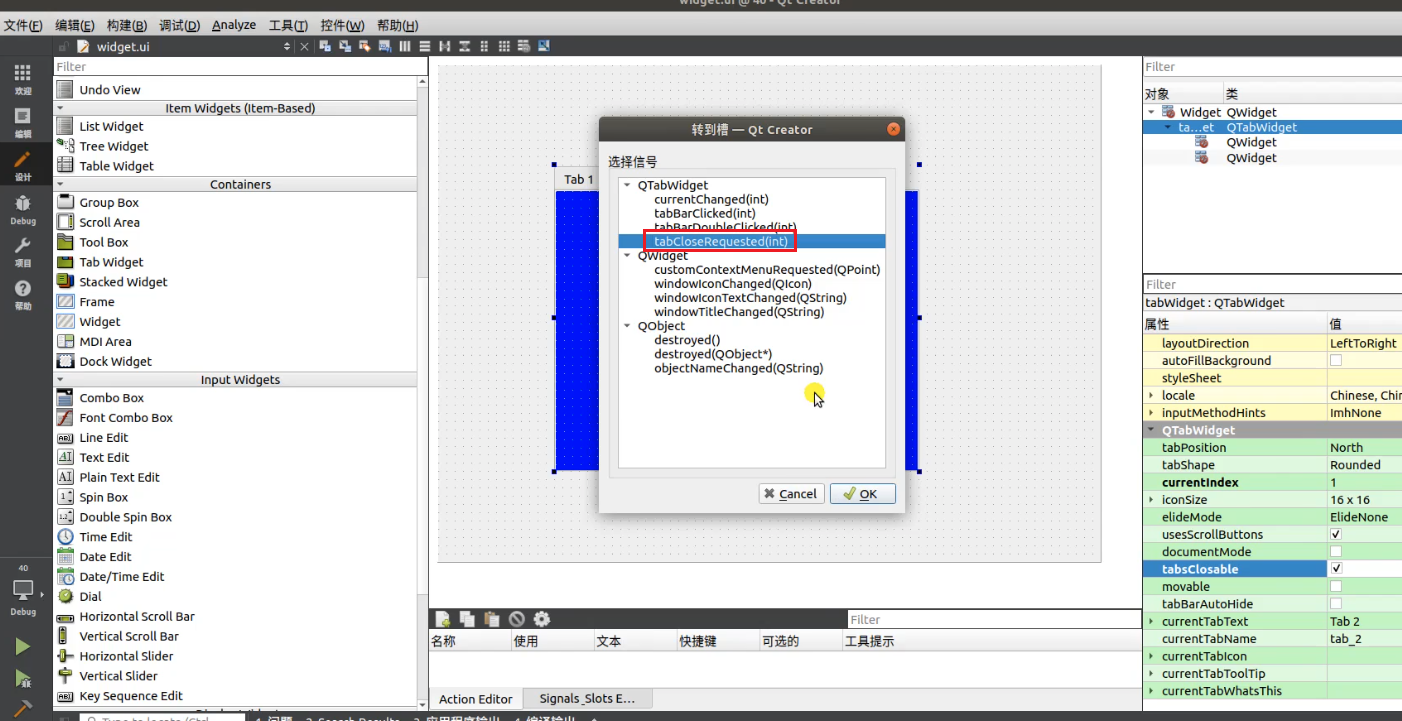 widget.ui @ 40 - Qt Creator
文件(F) 编辑(E) 构建(B) 调试(D) Analyze 工具(T) 控件(W) 帮助(H)
widget.ui
欢迎
编辑
设计
Debug
项目
帮助
40
Debug
Filter
Undo View
Item Widgets (Item-Based)
List Widget
Tree Widget
Table Widget
Containers
Group Box
Scroll Area
Tool Box
Tab Widget
Stacked Widget
Frame
Widget
MDI Area
Dock Widget
Input Widgets
Combo Box
Font Combo Box
Line Edit
Text Edit
Plain Text Edit
Spin Box
Double Spin Box
Time Edit
Date Edit
Date/Time Edit
Dial
Horizontal Scroll Bar
Vertical Scroll Bar
Horizontal Slider
Vertical Slider
Key Sequence Edit
Tab 1
转到槽 — Qt Creator
选择信号
QTabWidget
currentChanged(int)
tabBarClicked(int)
tabBarDoubleClicked(int)
tabCloseRequested(int)
QWidget
customContextMenuRequested(QPoint)
windowIconChanged(QIcon)
windowIconTextChanged(QString)
windowTitleChanged(QString)
QObject
destroyed()
destroyed(QObject*)
objectNameChanged(QString)
Cancel OK
Filter
名称 使用 文本 快捷键 可选的 工具提示
Action Editor Signals_Slots E...
Filter
对象 类
Widget QWidget
ta...et QTabWidget
QWidget
QWidget
Filter
tabWidget : QTabWidget
属性 值
layoutDirection LeftToRight
autoFillBackground
styleSheet
locale Chinese, Chin
inputMethodHints ImhNone
QTabWidget
tabPosition North
tabShape Rounded
currentIndex 1
iconSize 16 x 16
elideMode ElideNone
usesScrollButtons
documentMode
tabsClosable
movable
tabBarAutoHide
currentTabText Tab 2
currentTabName tab_2
currentTabIcon
currentTabToolTip
currentTabWhatsThis
Type to locate (Ctrl 1 问题 2 Search Results 3 应用程序输出 4 编译输出